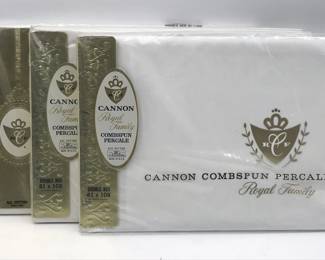 CANNON
Royal
Family
COMBSPUN
PERCALE
DOUBLE BED
81 x 108
CANNON
Royal
Family
COMBSPUN
PERCALE
DOUBLE BED
81 x 108
C
CANNON COMBSPUN PERCALE
Royal Family